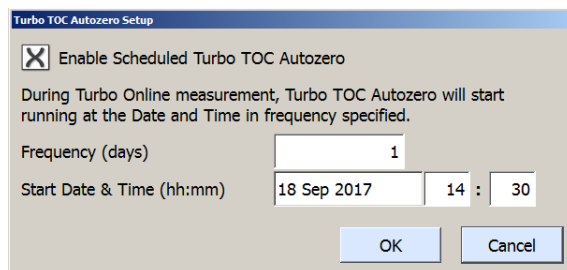 Turbo TOC Autozero Setup
Enable Scheduled Turbo TOC Autozero
During Turbo Online measurement, Turbo TOC Autozero will start
running at the Date and Time in frequency specified.
Frequency (days) 1
Start Date & Time (hh:mm) 18 Sep 2017 14 : 30
OK Cancel